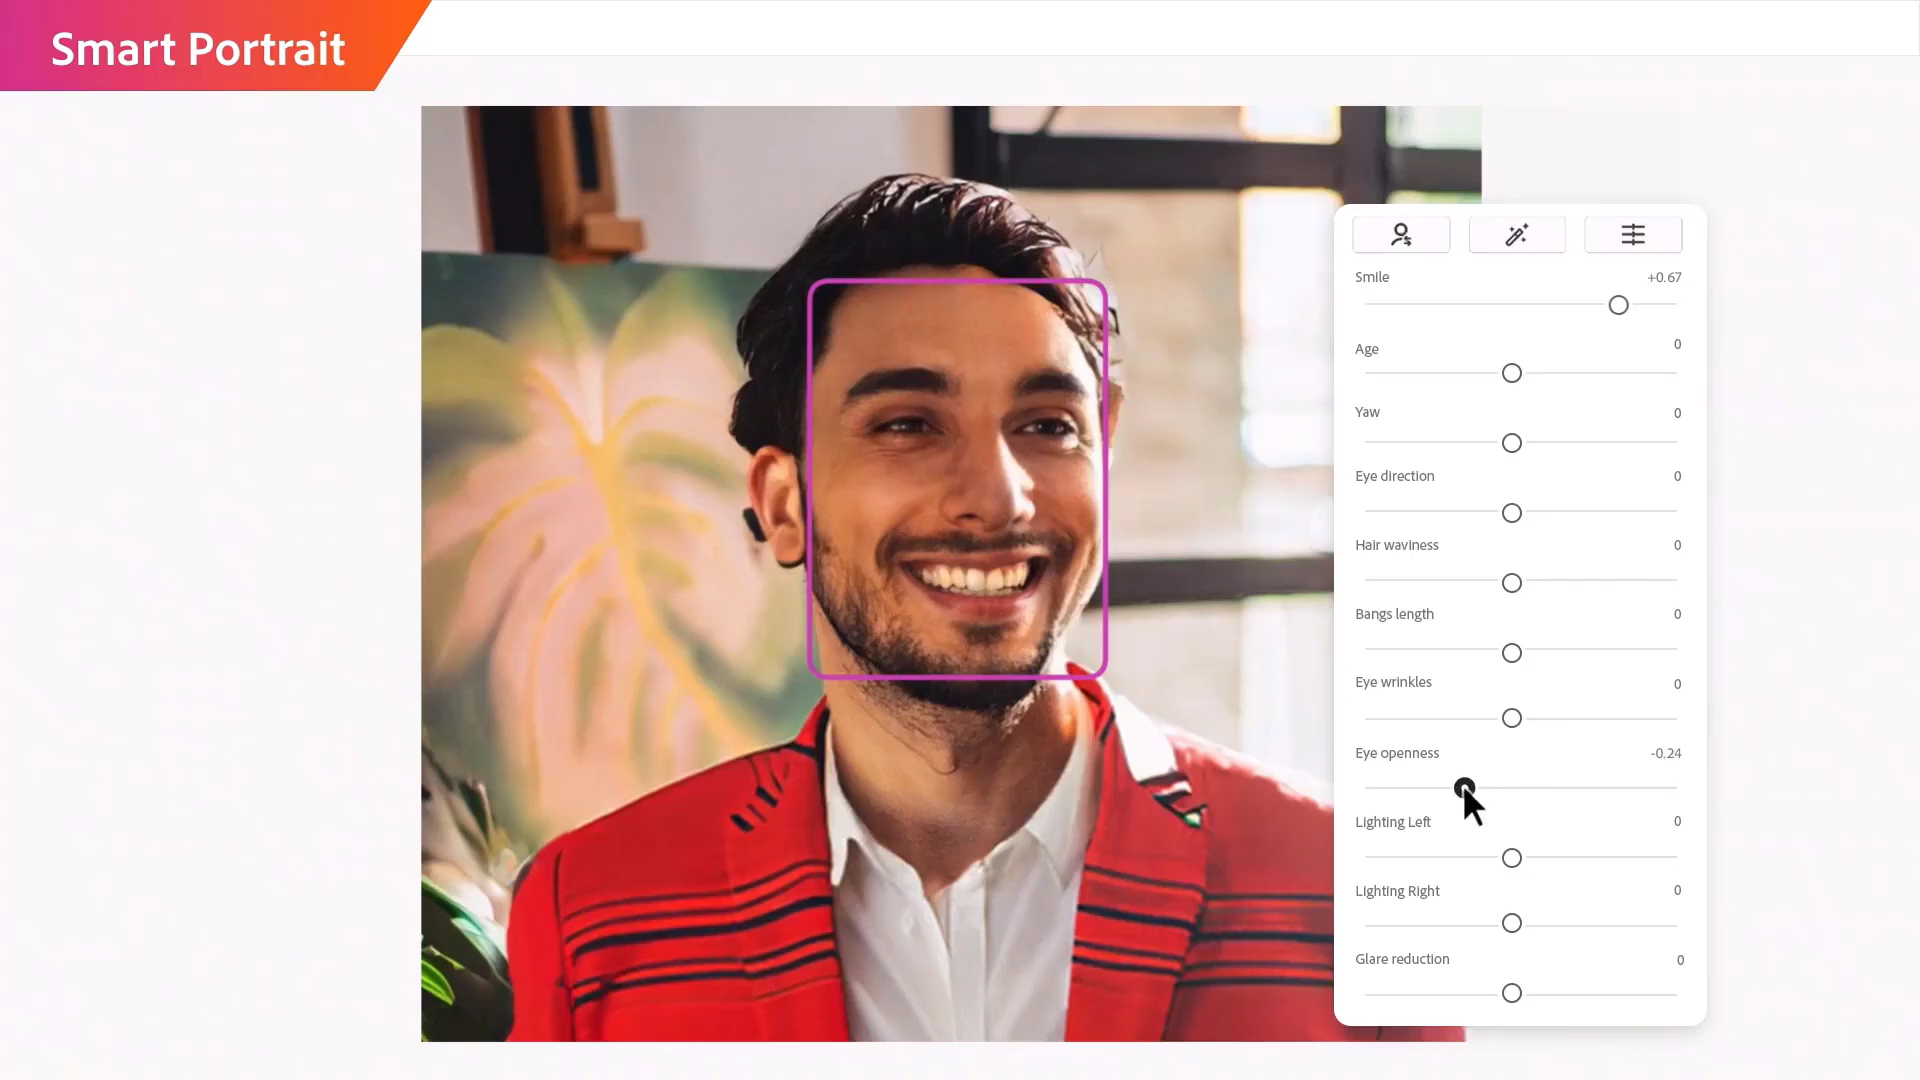 Smart Portrait
Smile +0.67
Age 0
Yaw 0
Eye direction 0
Hair waviness 0
Bangs length 0
Eye wrinkles 0
Eye openness -0.24
Lighting Left 0
Lighting Right 0
Glare reduction 0